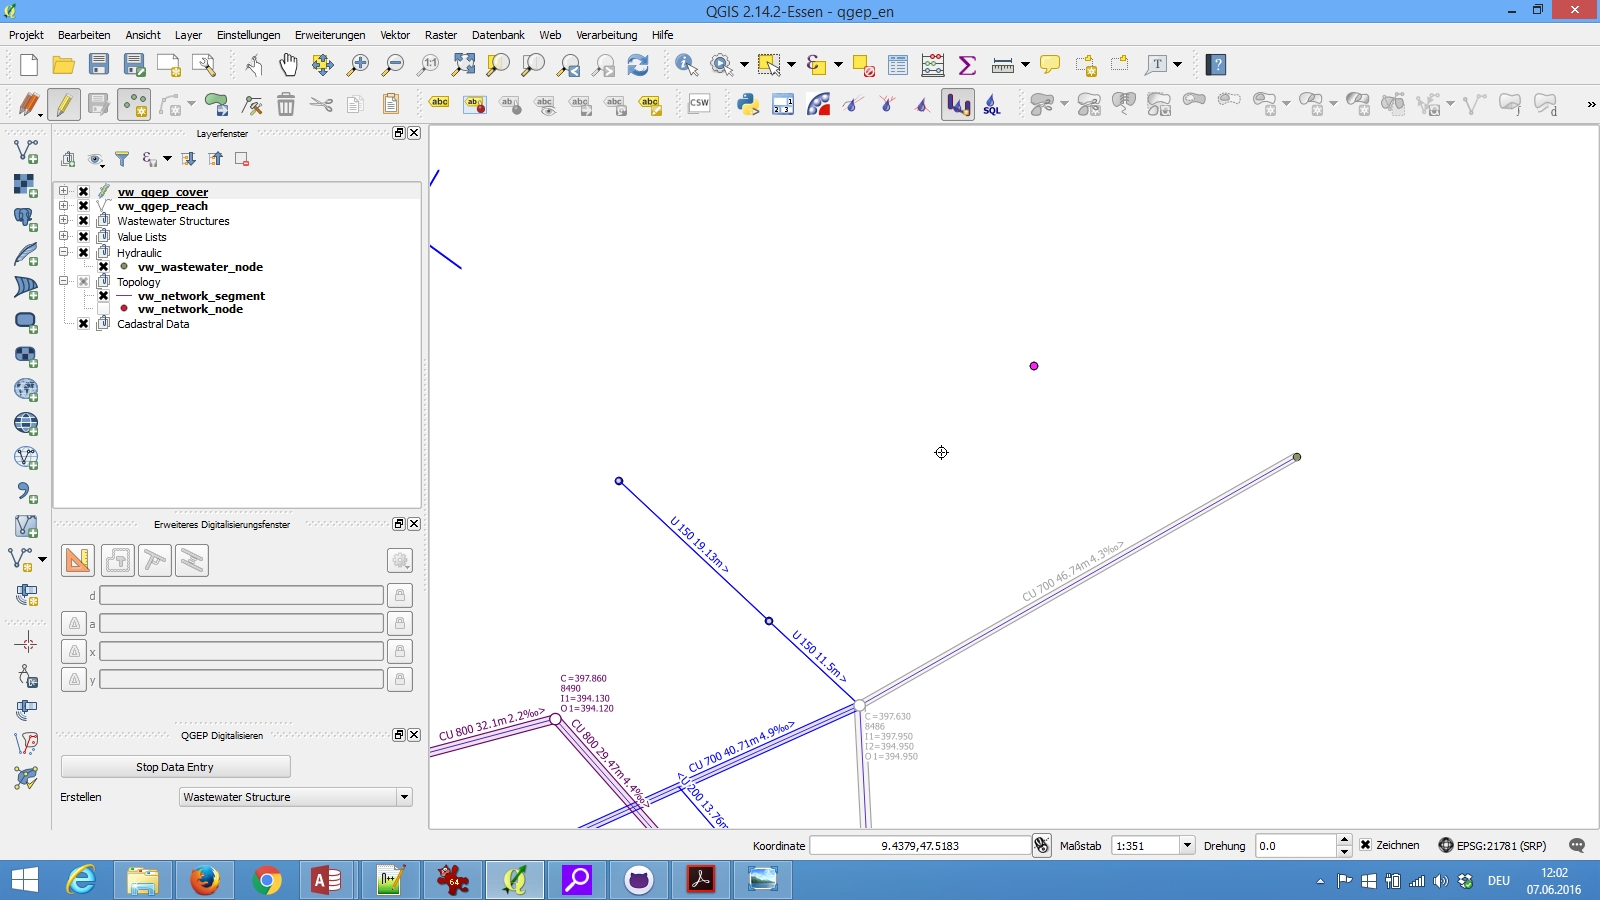 QGIS 2.14.2-Essen - qgep_en
Projekt Bearbeiten Ansicht Layer Einstellungen Erweiterungen Vektor Raster Datenbank Web Verarbeitung Hilfe
Layerfenster
vw_qgep_cover
vw_qgep_reach
Wastewater Structures
Value Lists
Hydraulic
vw_wastewater_node
Topology
vw_network_segment
vw_network_node
Cadastral Data
Erweiteres Digitalisierungsfenster
d
a
x
y
QGEP Digitalisieren
Stop Data Entry
Erstellen Wastewater Structure
U 150 19.13m >
U 150 11.5m >
CU 700 46.74m 4.3‰>
C=397.860
8490
I1=394.130
O1=394.120
CU 800 32.1m 2.2‰>
CU 800 29.47m 4.4‰>
CU 700 40.71m 4.9‰>
<U 200 13.76m
C=397.630
8486
I1=397.950
I2=394.950
O1=394.950
Koordinate 9.4379,47.5183 Maßstab 1:351 Drehung 0.0 Zeichnen EPSG:21781 (SRP)
DEU
12:02
07.06.2016